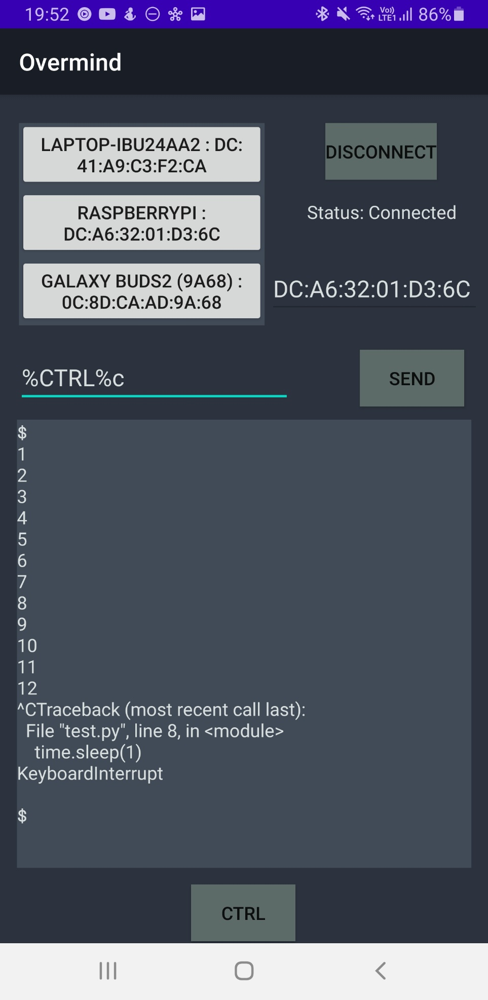 19:52 Vo)) LTE1 86%
Overmind
LAPTOP-IBU24AA2 : DC:
41:A9:C3:F2:CA
DISCONNECT
Status: Connected
RASPBERRYPI :
DC:A6:32:01:D3:6C
GALAXY BUDS2 (9A68) :
0C:8D:CA:AD:9A:68
DC:A6:32:01:D3:6C
%CTRL%c
SEND
$
1
2
3
4
5
6
7
8
9
10
11
12
^CTraceback (most recent call last):
  File "test.py", line 8, in <module>
    time.sleep(1)
KeyboardInterrupt
$
CTRL